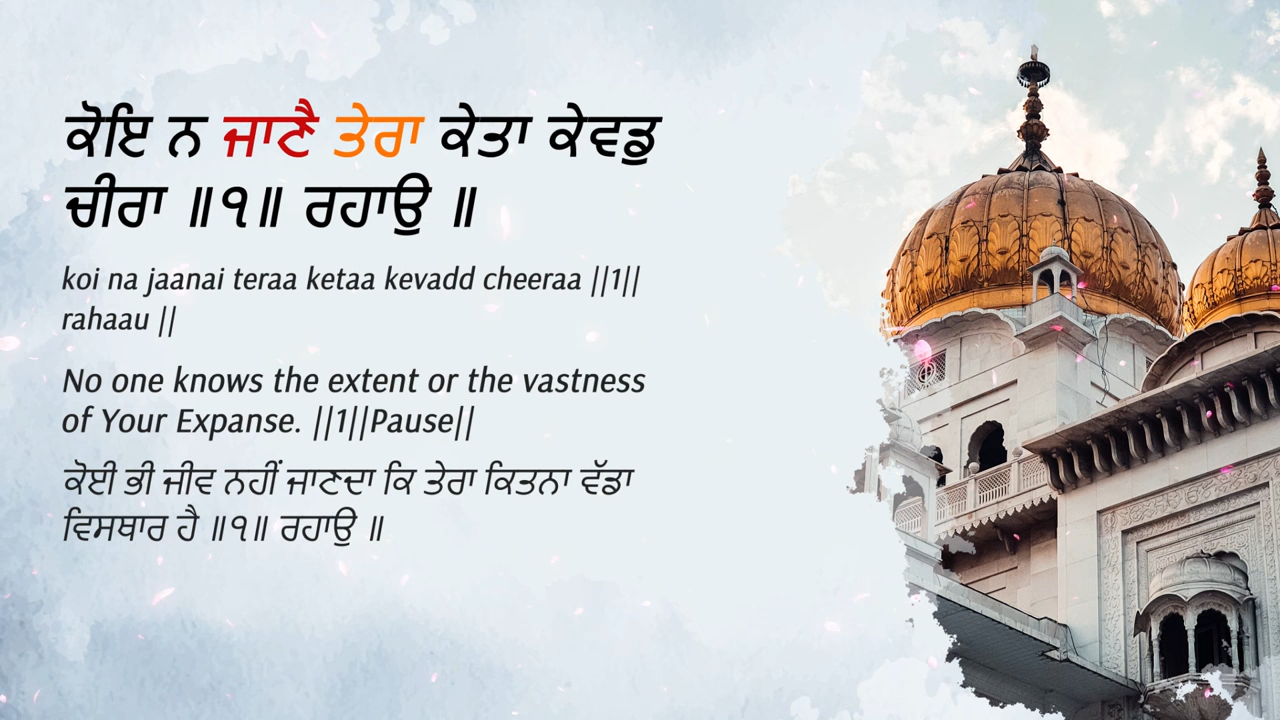 ਕੋਇ ਨ ਜਾਣੈ ਤੇਰਾ ਕੇਤਾ ਕੇਵਡੁ
ਚੀਰਾ ॥੧॥ ਰਹਾਉ ॥
koi na jaanai teraa ketaa kevadd cheeraa ||1||
rahaau ||
No one knows the extent or the vastness
of Your Expanse. ||1||Pause||
ਕੋਈ ਭੀ ਜੀਵ ਨਹੀਂ ਜਾਣਦਾ ਕਿ ਤੇਰਾ ਕਿਤਨਾ ਵੱਡਾ
ਵਿਸਥਾਰ ਹੈ ॥੧॥ ਰਹਾਉ ॥